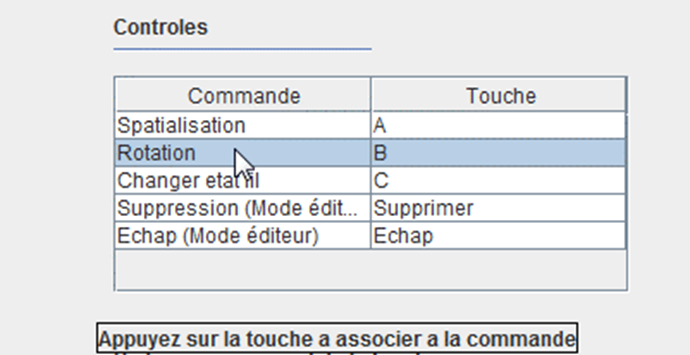 Controles
Commande Touche
Spatialisation A
Rotation B
Changer etat fil C
Suppression (Mode édit... Supprimer
Echap (Mode éditeur) Echap
Appuyez sur la touche a associer a la commande